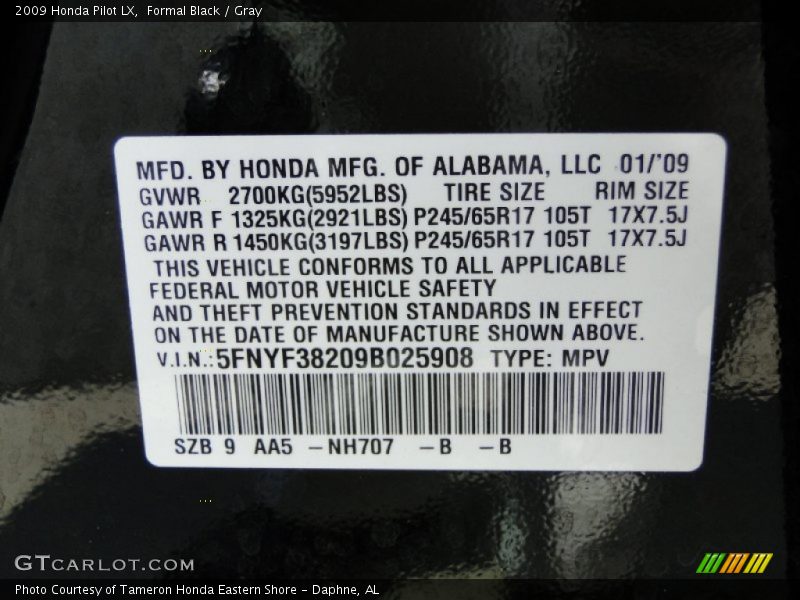 2009 Honda Pilot LX,  Formal Black / Gray
MFD. BY HONDA MFG. OF ALABAMA, LLC 01/'09
GVWR 2700KG(5952LBS) TIRE SIZE RIM SIZE
GAWR F 1325KG(2921LBS) P245/65R17 105T 17X7.5J
GAWR R 1450KG(3197LBS) P245/65R17 105T 17X7.5J
THIS VEHICLE CONFORMS TO ALL APPLICABLE
FEDERAL MOTOR VEHICLE SAFETY
AND THEFT PREVENTION STANDARDS IN EFFECT
ON THE DATE OF MANUFACTURE SHOWN ABOVE.
V.I.N.: 5FNYF38209B025908 TYPE: MPV
SZB 9 AA5 -NH707 -B -B
GTCARLOT.COM
Photo Courtesy of Tameron Honda Eastern Shore - Daphne, AL